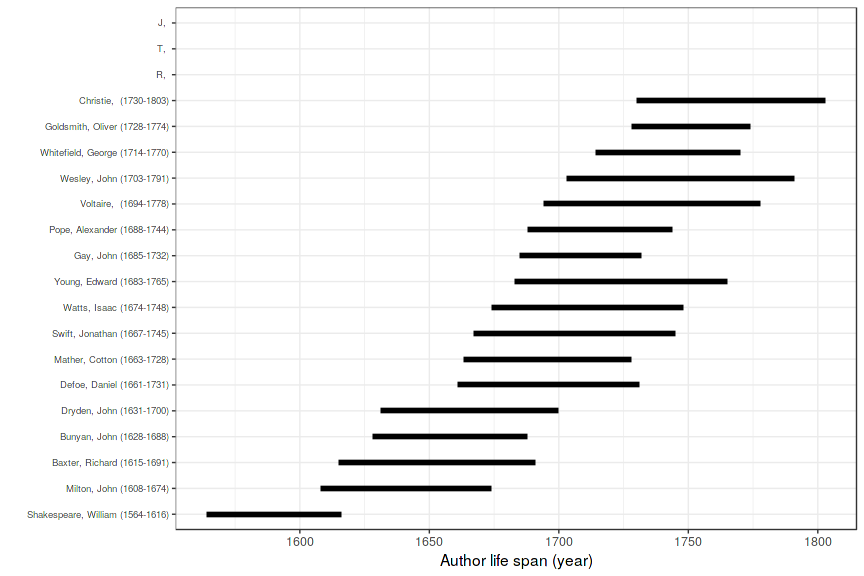 J,
T,
R,
Christie,  (1730-1803)
Goldsmith, Oliver (1728-1774)
Whitefield, George (1714-1770)
Wesley, John (1703-1791)
Voltaire,  (1694-1778)
Pope, Alexander (1688-1744)
Gay, John (1685-1732)
Young, Edward (1683-1765)
Watts, Isaac (1674-1748)
Swift, Jonathan (1667-1745)
Mather, Cotton (1663-1728)
Defoe, Daniel (1661-1731)
Dryden, John (1631-1700)
Bunyan, John (1628-1688)
Baxter, Richard (1615-1691)
Milton, John (1608-1674)
Shakespeare, William (1564-1616)
1600 1650 1700 1750 1800
Author life span (year)